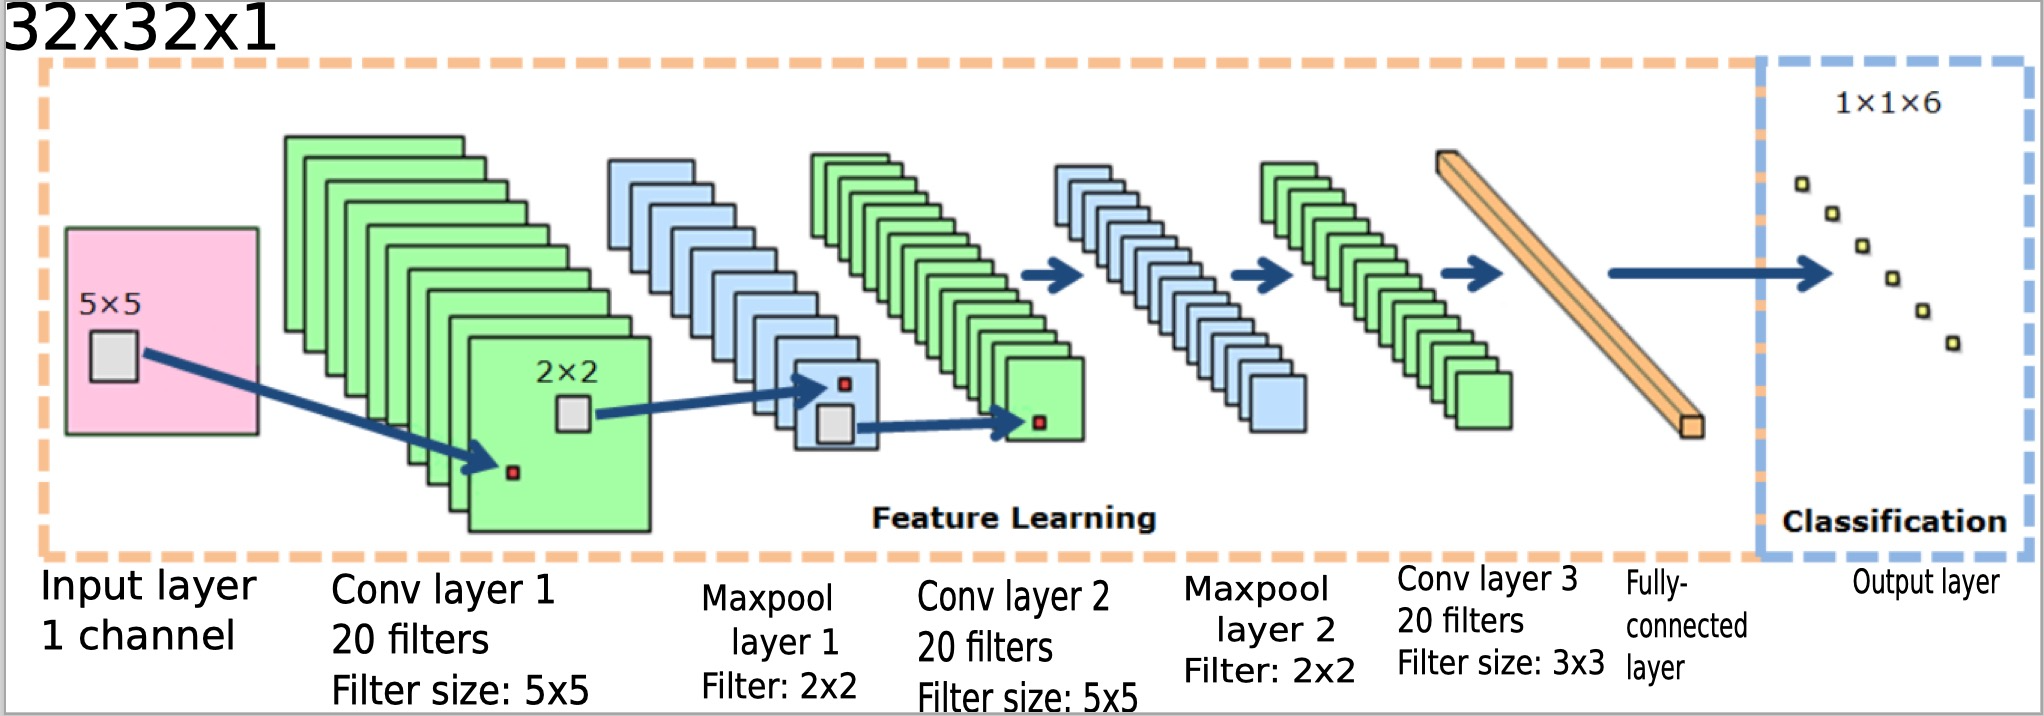 32x32x1
1×1×6
5×5
2×2
Feature Learning
Classification
Input layer
1 channel
Conv layer 1
20 filters
Filter size: 5x5
Maxpool
layer 1
Filter: 2x2
Conv layer 2
20 filters
Filter size: 5x5
Maxpool
layer 2
Filter: 2x2
Conv layer 3
20 filters
Filter size: 3x3
Fully-
connected
layer
Output layer